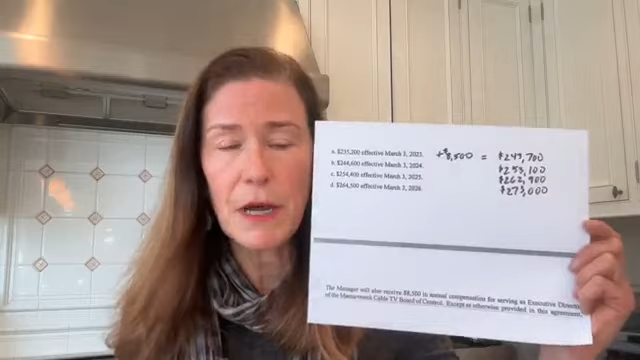 a. $235,200 effective March 3, 2023. +$8,500 = $243,700
b. $244,600 effective March 3, 2024. $253,100
c. $254,400 effective March 3, 2025. $262,900
d. $264,500 effective March 3, 2026. $273,000
The Manager will also receive $8,500 in annual compensation for serving as Executive Director
of the Mamaroneck Cable TV Board of Control. Except as otherwise provided in this agreement,